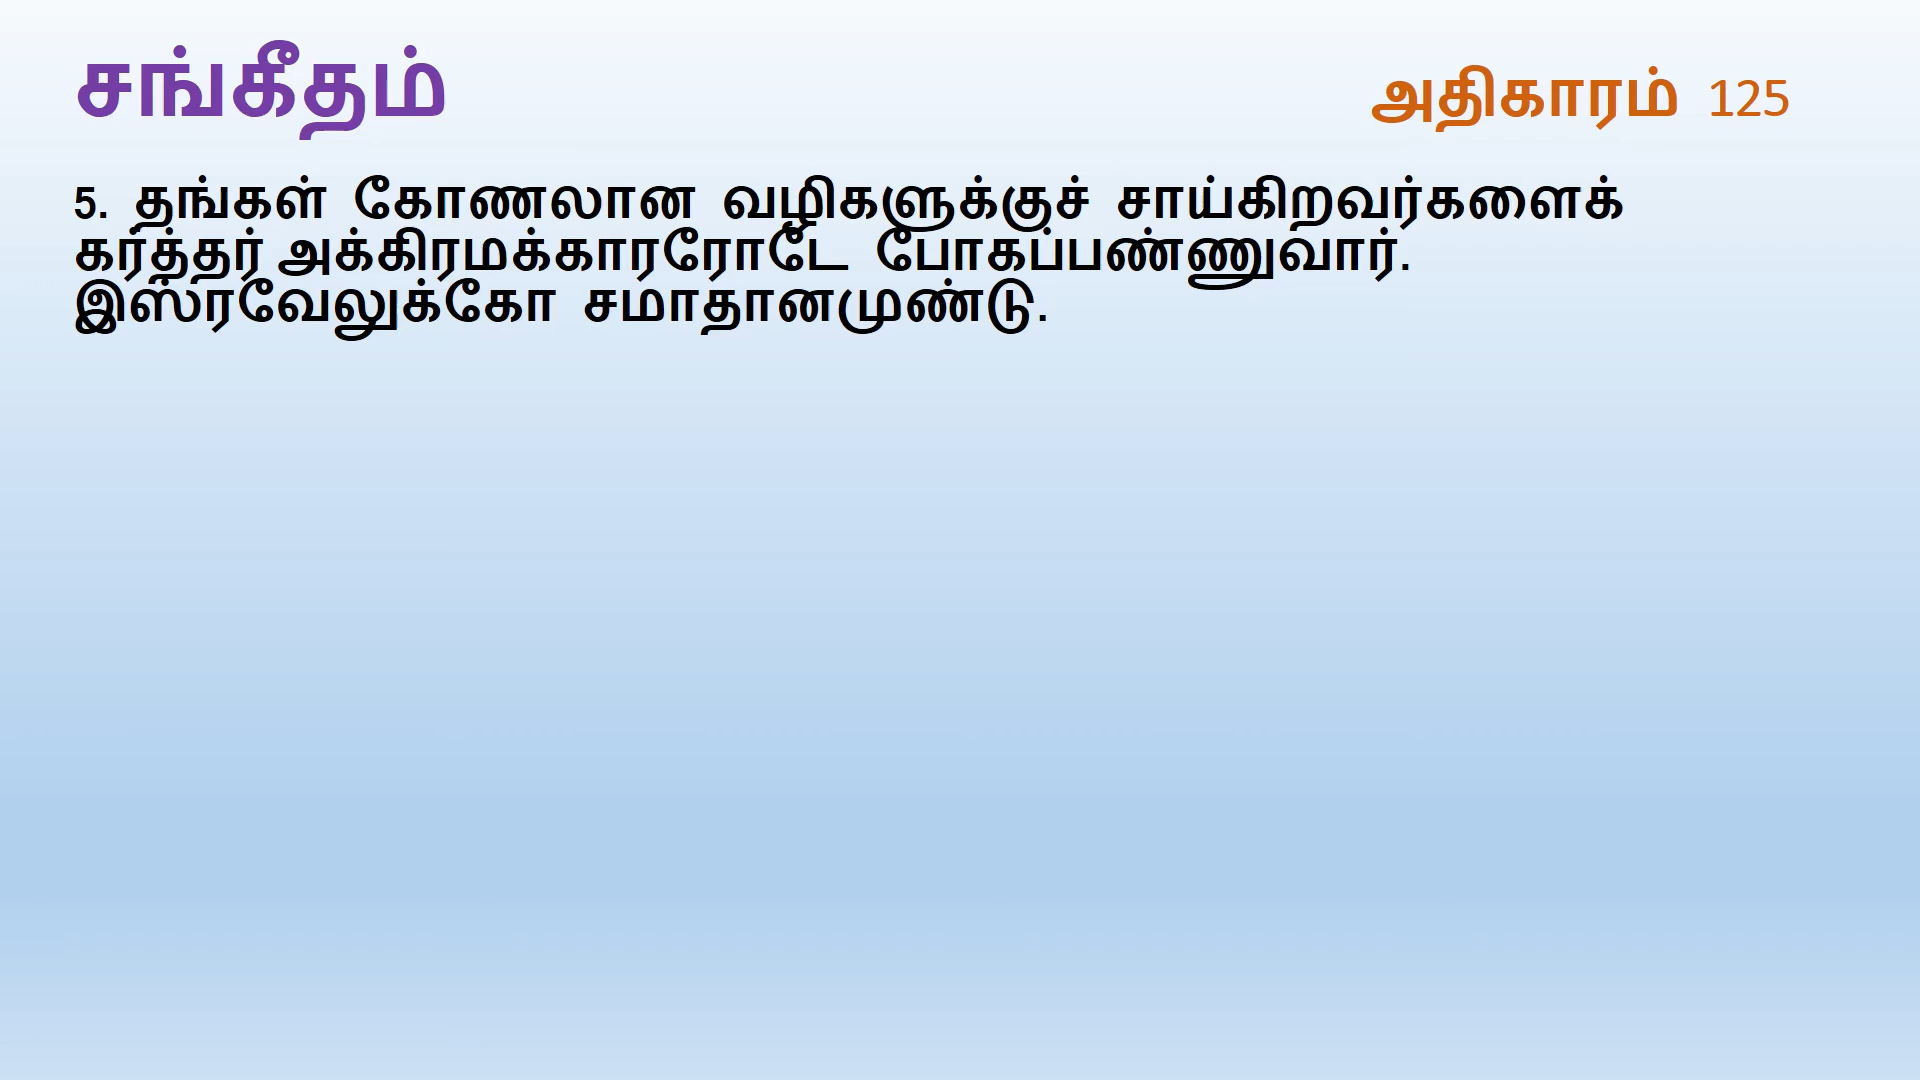 சங்கீதம்
அதிகாரம் 125
5. தங்கள் கோணலான வழிகளுக்குச் சாய்கிறவர்களைக்
கர்த்தர் அக்கிரமக்காரரோடே போகப்பண்ணுவார்.
இஸ்ரவேலுக்கோ சமாதானமுண்டு.